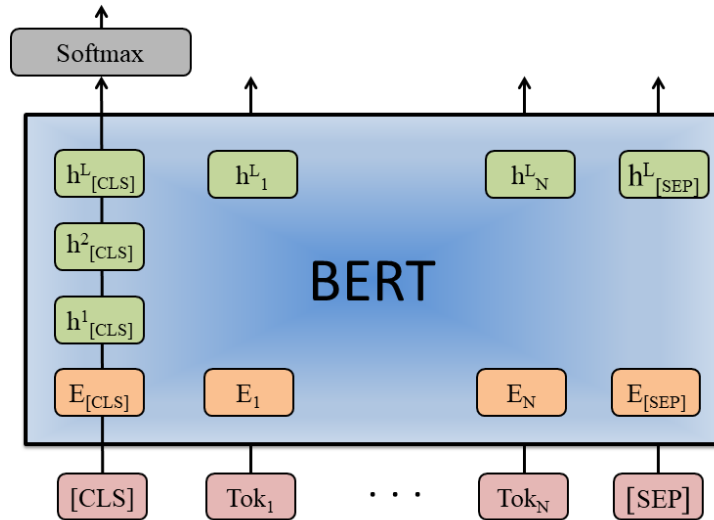 Softmax
h^L_[CLS] h^L_1 h^L_N h^L_[SEP]
h^2_[CLS]
BERT
h^1_[CLS]
E_[CLS] E_1 E_N E_[SEP]
[CLS] Tok_1 . . . Tok_N [SEP]